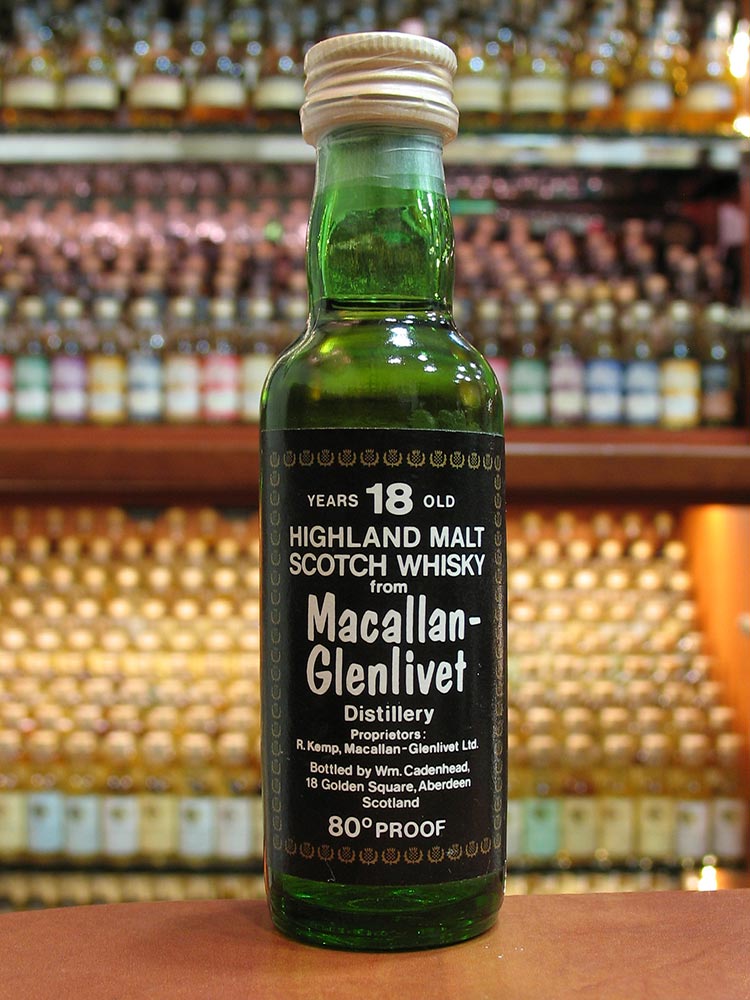 YEARS 18 OLD
HIGHLAND MALT
SCOTCH WHISKY
from
Macallan-
Glenlivet
Distillery
Proprietors:
R. Kemp, Macallan-Glenlivet Ltd.
Bottled by Wm. Cadenhead,
18 Golden Square, Aberdeen
Scotland
80° PROOF